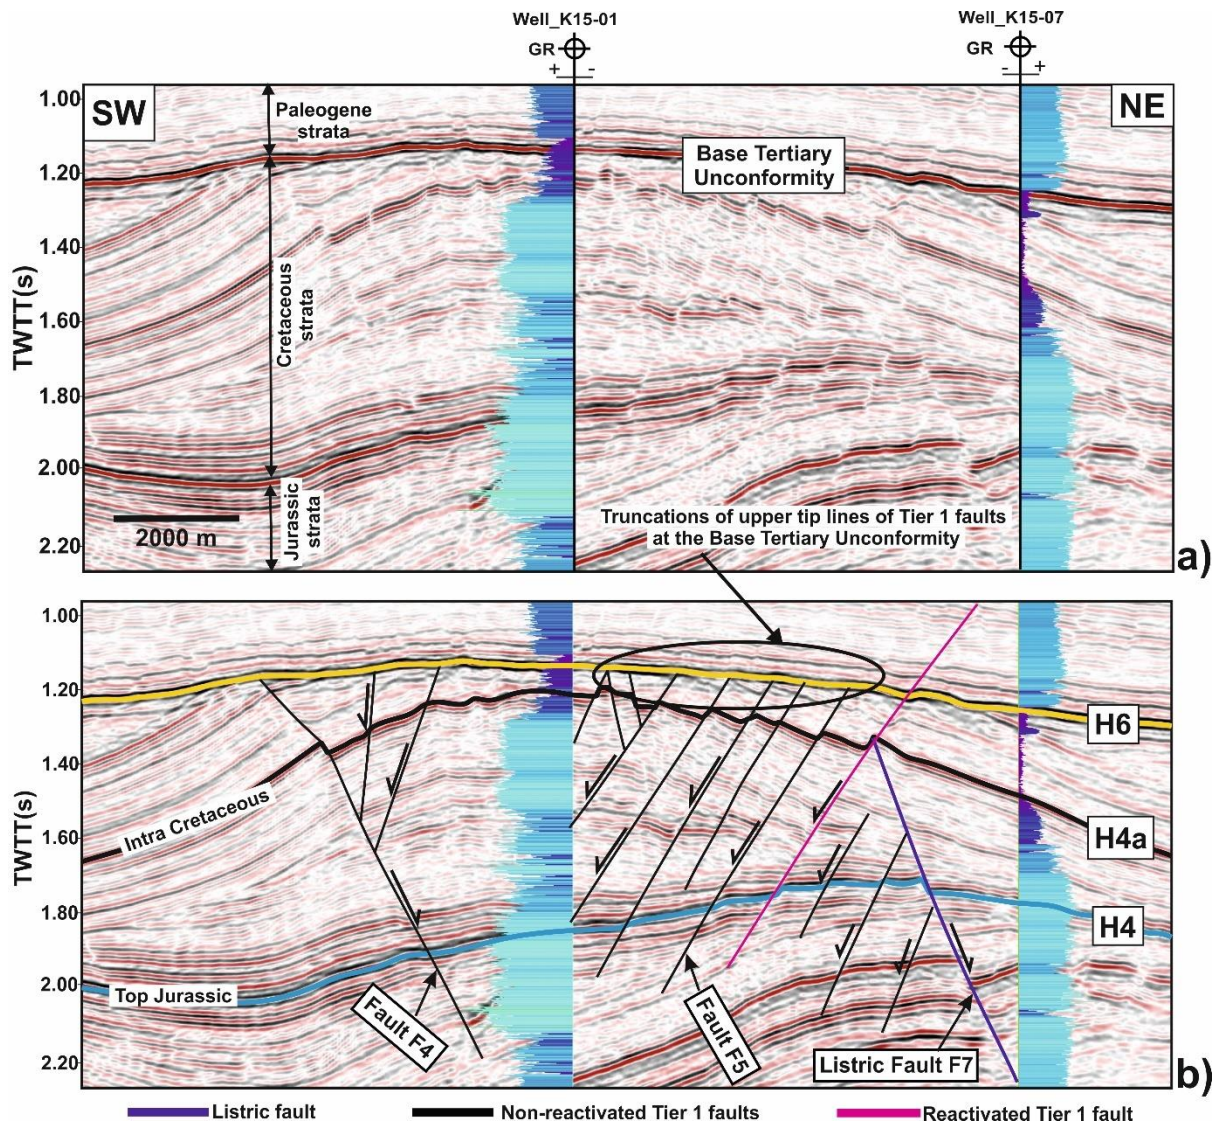 Well_K15-01
Well_K15-07
GR
GR
+ -
- +
SW
NE
Paleogene
strata
Base Tertiary
Unconformity
Cretaceous
strata
Jurassic
strata
TWTT(s)
1.00
1.20
1.40
1.60
1.80
2.00
2.20
2000 m
Truncations of upper tip lines of Tier 1 faults
at the Base Tertiary Unconformity
a)
TWTT(s)
1.00
1.20
1.40
1.60
1.80
2.00
2.20
H6
Intra Cretaceous
H4a
H4
Top Jurassic
Fault F4
Fault F5
Listric Fault F7
b)
Listric fault
Non-reactivated Tier 1 faults
Reactivated Tier 1 fault